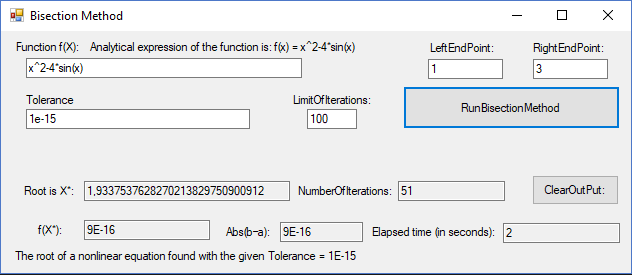 Bisection Method
Function f(X): Analytical expression of the function is: f(x) = x^2-4*sin(x)
LeftEndPoint: RightEndPoint:
x^2-4*sin(x)
1 3
Tolerance LimitOfIterations:
RunBisectionMethod
1e-15 100
Root is X*: 1,9337537628270213829750900912 NumberOfIterations: 51 ClearOutPut:
f(X*): 9E-16 Abs(b-a): 9E-16 Elapsed time (in seconds): 2
The root of a nonlinear equation found with the given Tolerance = 1E-15